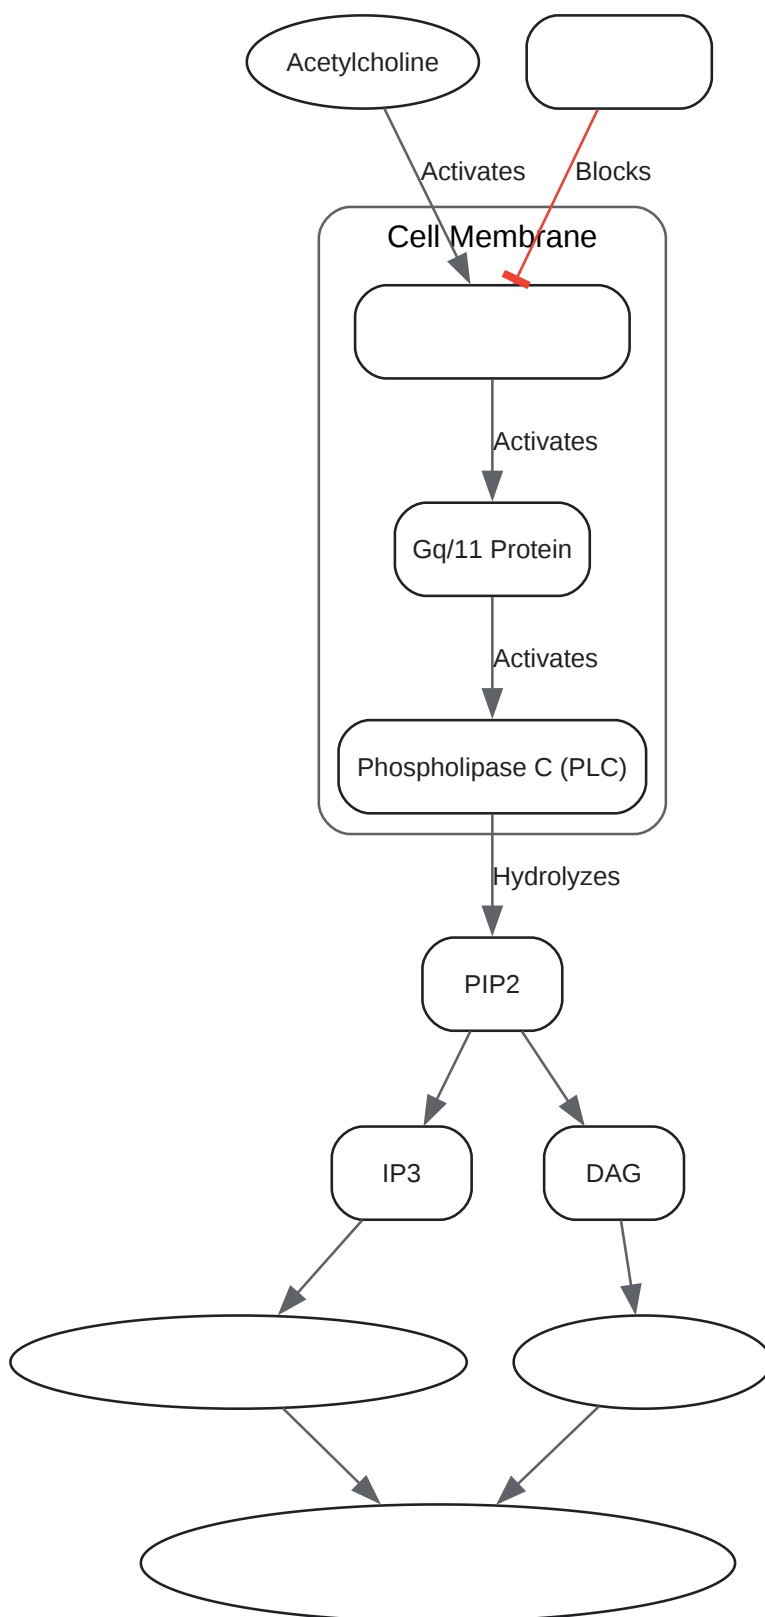 Acetylcholine
Activates
Blocks
Cell Membrane
Activates
Gq/11 Protein
Activates
Phospholipase C (PLC)
Hydrolyzes
PIP2
IP3
DAG